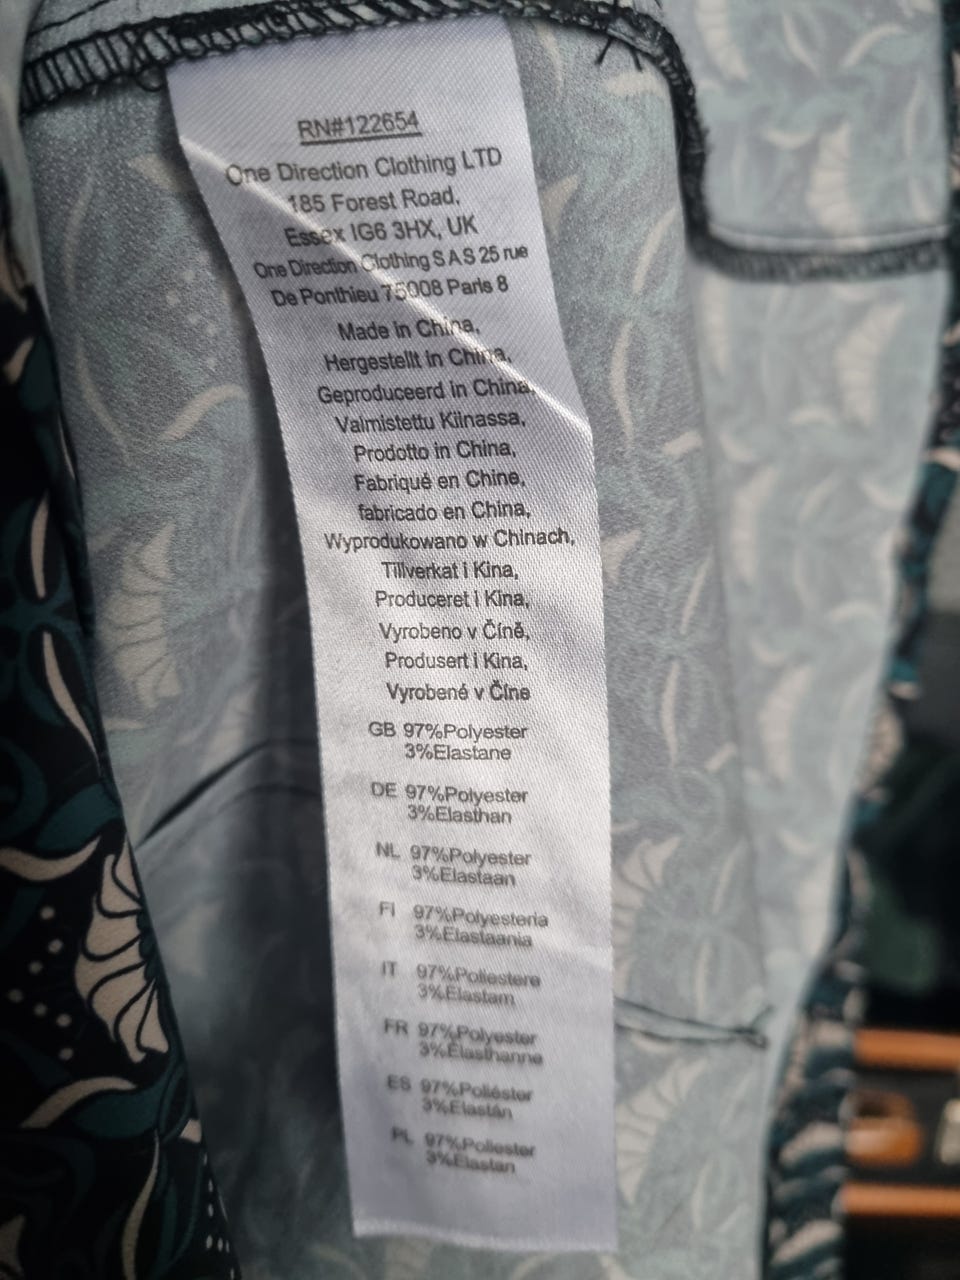 RN#122654
One Direction Clothing LTD
185 Forest Road,
Essex IG6 3HX, UK
One Direction Clothing S A S 25 rue
De Ponthieu 75008 Paris 8
Made in China,
Hergestellt in China,
Geproduceerd in China,
Valmistettu Kiinassa,
Prodotto in China,
Fabriqué en Chine,
fabricado en China,
Wyprodukowano w Chinach,
Tillverkat i Kina,
Produceret i Kina,
Vyrobeno v Číně,
Produsert i Kina,
Vyrobené v Číne
GB 97%Polyester
3%Elastane
DE 97%Polyester
3%Elasthan
NL 97%Polyester
3%Elastaan
FI 97%Polyesteria
3%Elastaania
IT 97%Poliestere
3%Elastam
FR 97%Polyester
3%Elasthanne
ES 97%Poliéster
3%Elastán
PL 97%Poliester
3%Elastan